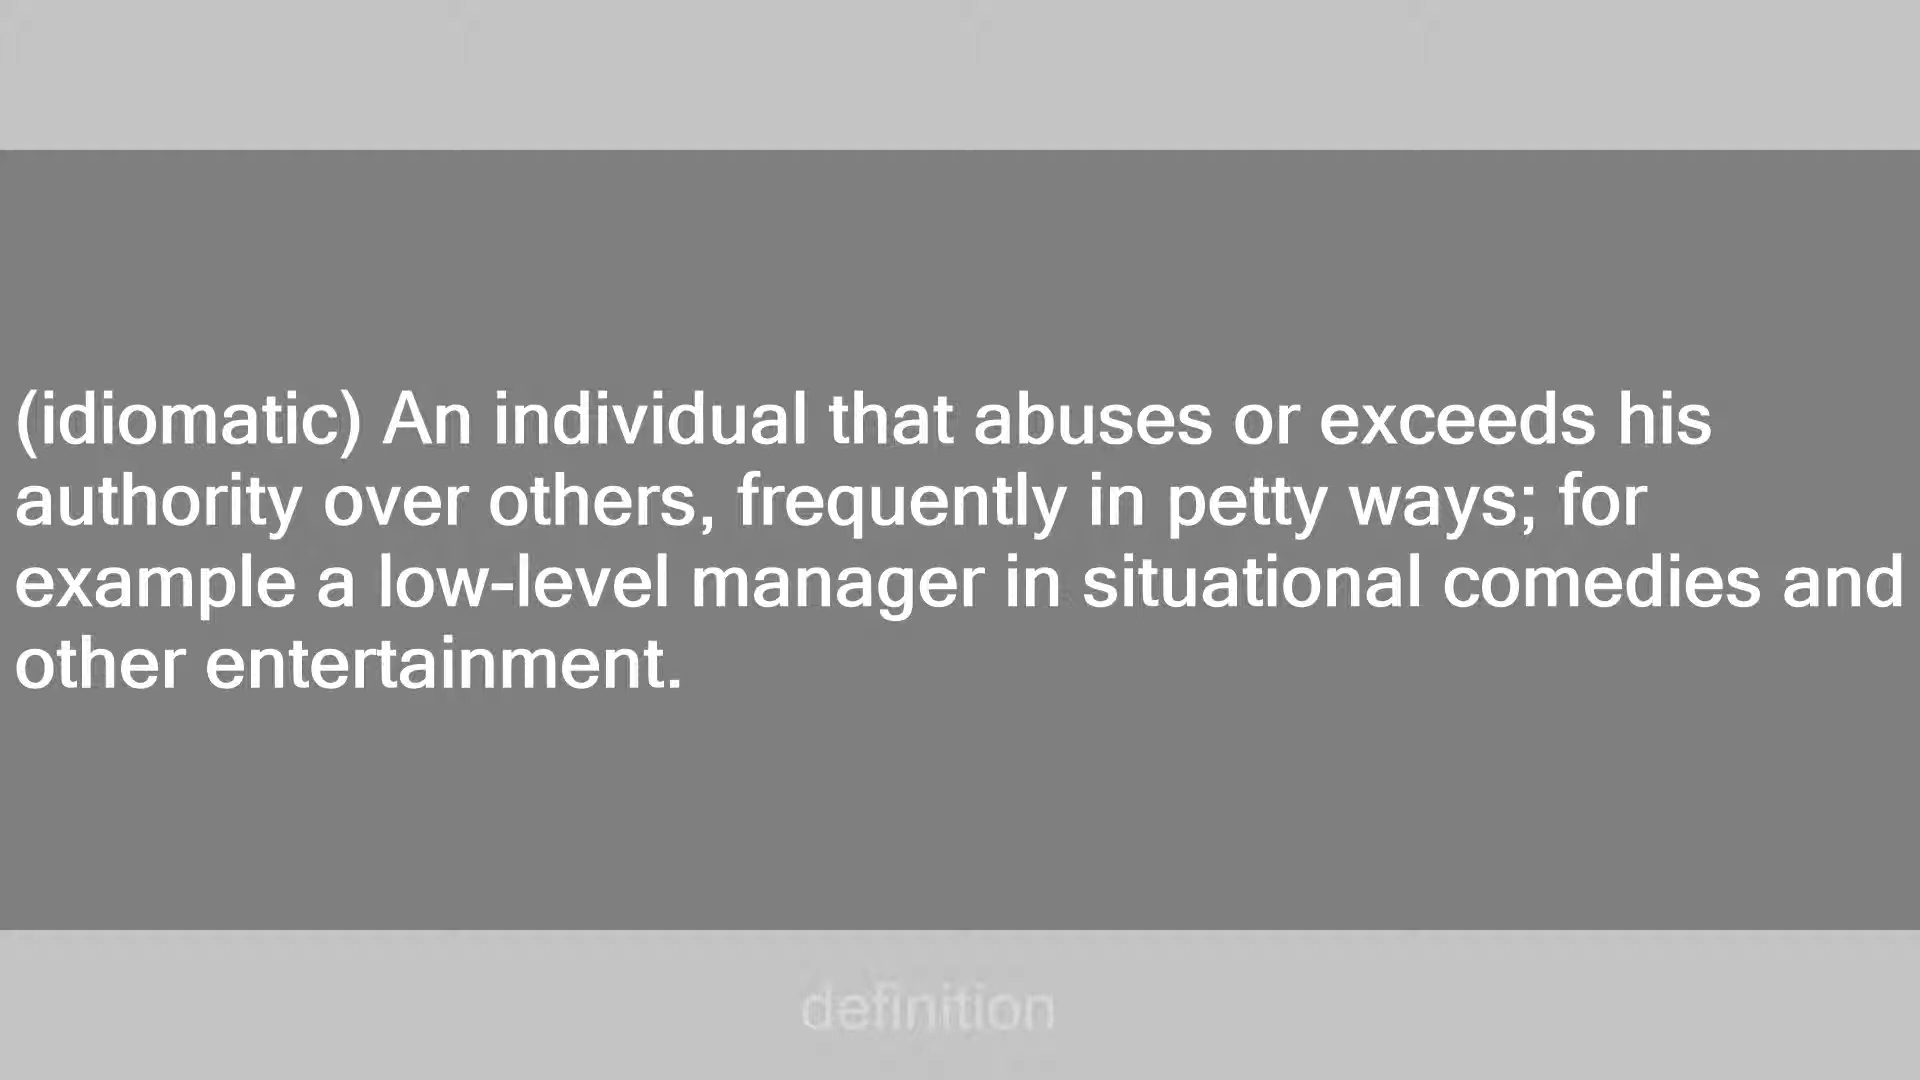 (idiomatic) An individual that abuses or exceeds his
authority over others, frequently in petty ways; for
example a low-level manager in situational comedies and
other entertainment.
definition